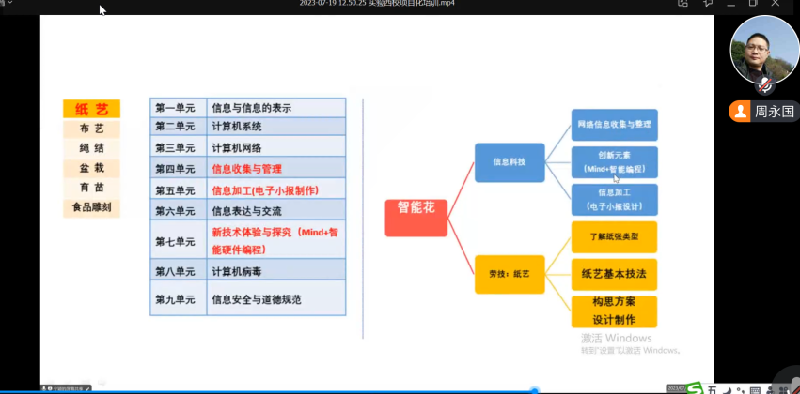 2023-07-19 12.53.25 实验西校项目化培训.mp4
周永国
纸 艺
布 艺
绳 结
盆 栽
育 苗
食品雕刻
第一单元 信息与信息的表示
第二单元 计算机系统
第三单元 计算机网络
第四单元 信息收集与管理
第五单元 信息加工(电子小报制作)
第六单元 信息表达与交流
第七单元 新技术体验与探究（Mind+智
能硬件编程）
第八单元 计算机病毒
第九单元 信息安全与道德规范
智能花
信息科技
网络信息收集与整理
创新元素
(Mind+智能编程)
信息加工
(电子小报设计)
劳技：纸艺
了解纸张类型
纸艺基本技法
构思方案
设计制作
激活 Windows
转到"设置"以激活 Windows。
五